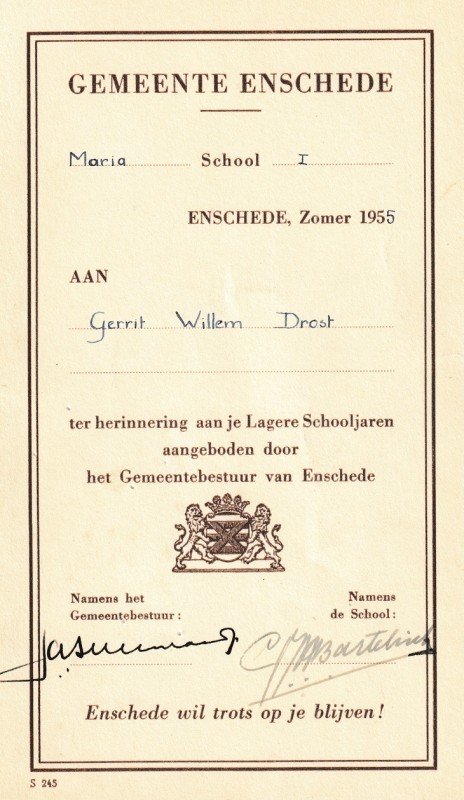 GEMEENTE ENSCHEDE
Maria School I
ENSCHEDE, Zomer 1955
AAN
Gerrit Willem Drost
ter herinnering aan je Lagere Schooljaren
aangeboden door
het Gemeentebestuur van Enschede
Namens het
Gemeentebestuur:
Namens
de School:
Enschede wil trots op je blijven!
S 245